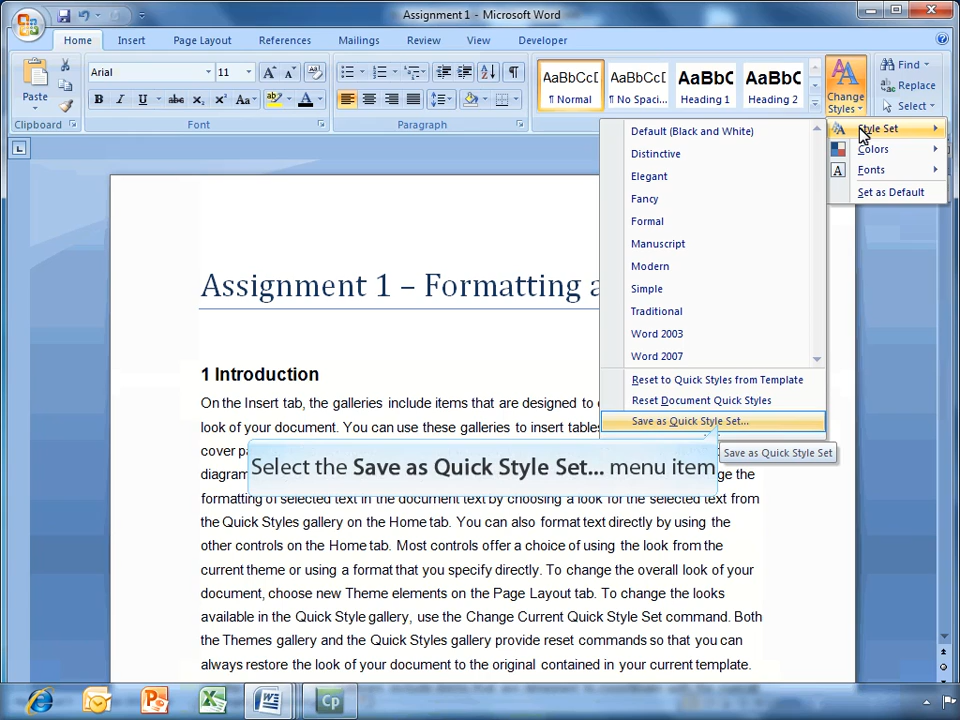 Assignment 1 - Microsoft Word
Home Insert Page Layout References Mailings Review View Developer
Paste
Clipboard
Arial 11
B I U abc X₂ X² Aa
Font
Paragraph
AaBbCcD AaBbCcD AaBbC AaBbC
¶ Normal ¶ No Spaci... Heading 1 Heading 2
Change
Styles
Find
Replace
Select
Style Set
Colors
Fonts
Set as Default
Default (Black and White)
Distinctive
Elegant
Fancy
Formal
Manuscript
Modern
Simple
Traditional
Word 2003
Word 2007
Reset to Quick Styles from Template
Reset Document Quick Styles
Save as Quick Style Set...
Save as Quick Style Set
Select the Save as Quick Style Set... menu item
Assignment 1 – Formatting a
1 Introduction
On the Insert tab, the galleries include items that are designed to
look of your document. You can use these galleries to insert tables
cover
diagram
formatting of selected text in the document text by choosing a look for the selected text from
the Quick Styles gallery on the Home tab. You can also format text directly by using the
other controls on the Home tab. Most controls offer a choice of using the look from the
current theme or using a format that you specify directly. To change the overall look of your
document, choose new Theme elements on the Page Layout tab. To change the looks
available in the Quick Style gallery, use the Change Current Quick Style Set command. Both
the Themes gallery and the Quick Styles gallery provide reset commands so that you can
always restore the look of your document to the original contained in your current template.
Cp